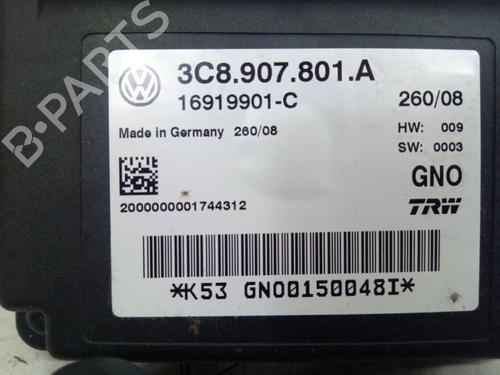 B-PARTS
3C8.907.801.A
16919901-C 260/08
Made in Germany 260/08 HW: 009
SW: 0003
GNO
2000000001744312 TRW
*K53 GNO0150048I*